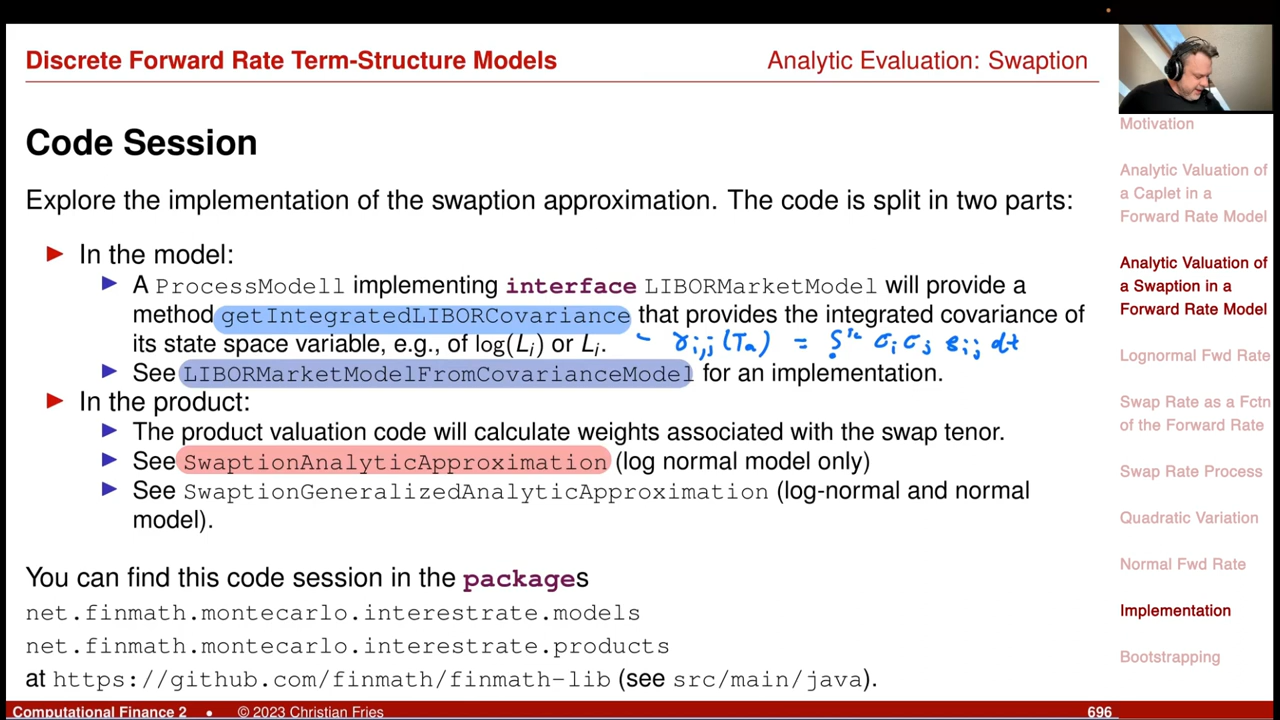 Discrete Forward Rate Term-Structure Models
Analytic Evaluation: Swaption
Code Session
Explore the implementation of the swaption approximation. The code is split in two parts:
► In the model:
► A ProcessModell implementing interface LIBORMarketModel will provide a
method getIntegratedLIBORCovariance that provides the integrated covariance of
its state space variable, e.g., of log(Lᵢ) or Lᵢ.
► See LIBORMarketModelFromCovarianceModel for an implementation.
► In the product:
► The product valuation code will calculate weights associated with the swap tenor.
► See SwaptionAnalyticApproximation (log normal model only)
► See SwaptionGeneralizedAnalyticApproximation (log-normal and normal
model).
You can find this code session in the packages
net.finmath.montecarlo.interestrate.models
net.finmath.montecarlo.interestrate.products
at https://github.com/finmath/finmath-lib (see src/main/java).
Computational Finance 2 • © 2023 Christian Fries
696
Motivation
Analytic Valuation of
a Caplet in a
Forward Rate Model
Analytic Valuation of
a Swaption in a
Forward Rate Model
Lognormal Fwd Rate
Swap Rate as a Fctn
of the Forward Rate
Swap Rate Process
Quadratic Variation
Normal Fwd Rate
Implementation
Bootstrapping